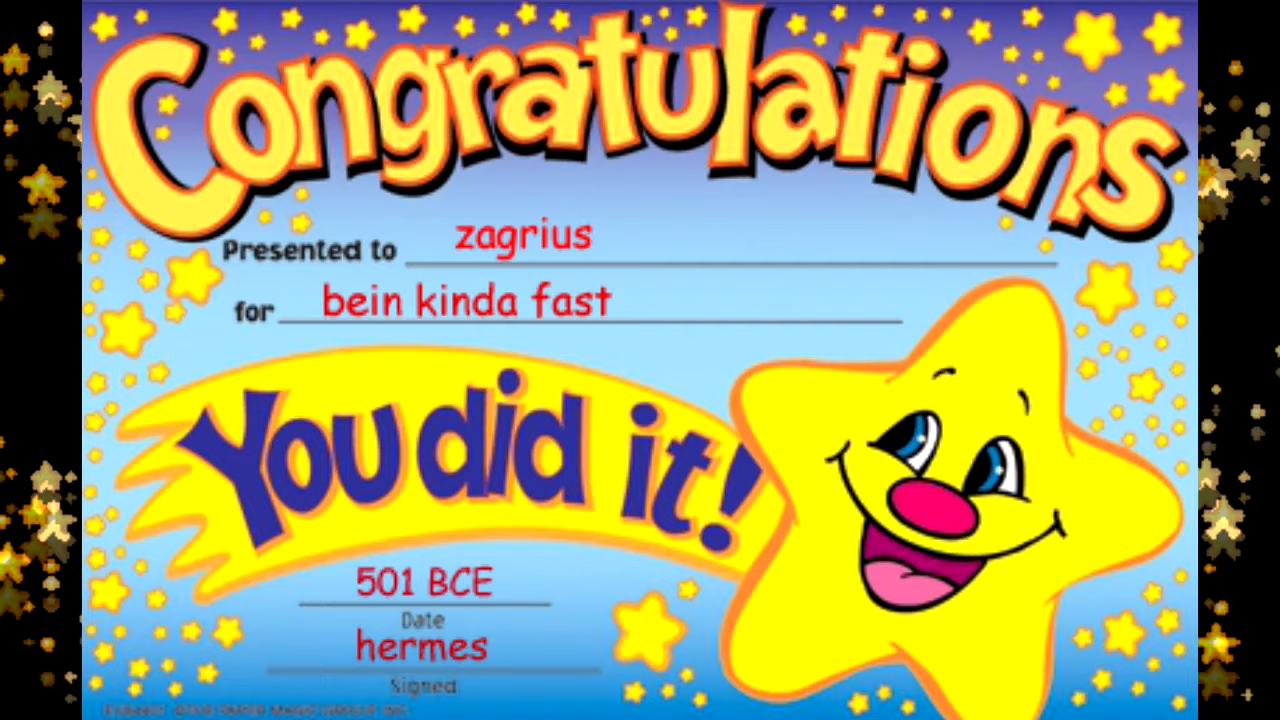 Congratulations
Presented to zagrius
for bein kinda fast
You did it!
501 BCE
Date
hermes
Signed